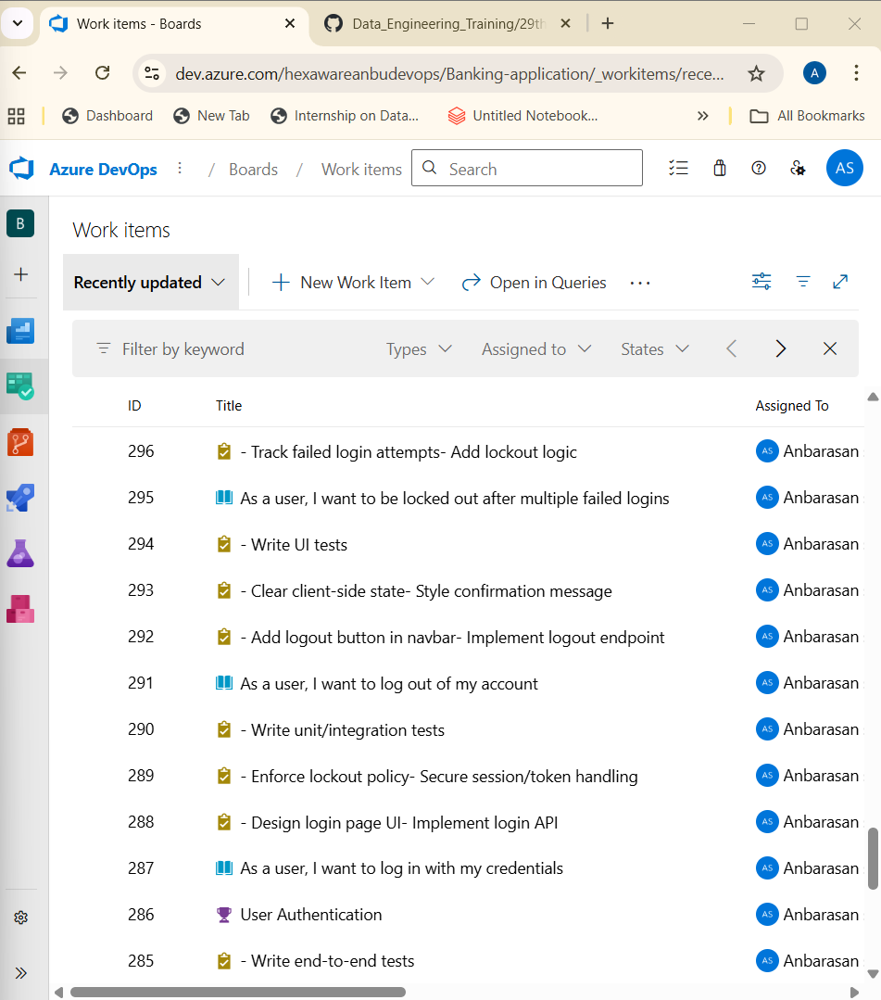 Work items - Boards
Data_Engineering_Training/29th
dev.azure.com/hexawareanbudevops/Banking-application/_workitems/rece...
A
Dashboard New Tab Internship on Data... Untitled Notebook... All Bookmarks
Azure DevOps / Boards / Work items Search AS
B
Work items
Recently updated New Work Item Open in Queries
Filter by keyword Types Assigned to States
ID Title Assigned To
296 - Track failed login attempts- Add lockout logic AS Anbarasan
295 As a user, I want to be locked out after multiple failed logins AS Anbarasan
294 - Write UI tests AS Anbarasan
293 - Clear client-side state- Style confirmation message AS Anbarasan
292 - Add logout button in navbar- Implement logout endpoint AS Anbarasan
291 As a user, I want to log out of my account AS Anbarasan
290 - Write unit/integration tests AS Anbarasan
289 - Enforce lockout policy- Secure session/token handling AS Anbarasan
288 - Design login page UI- Implement login API AS Anbarasan
287 As a user, I want to log in with my credentials AS Anbarasan
286 User Authentication AS Anbarasan
285 - Write end-to-end tests AS Anbarasan